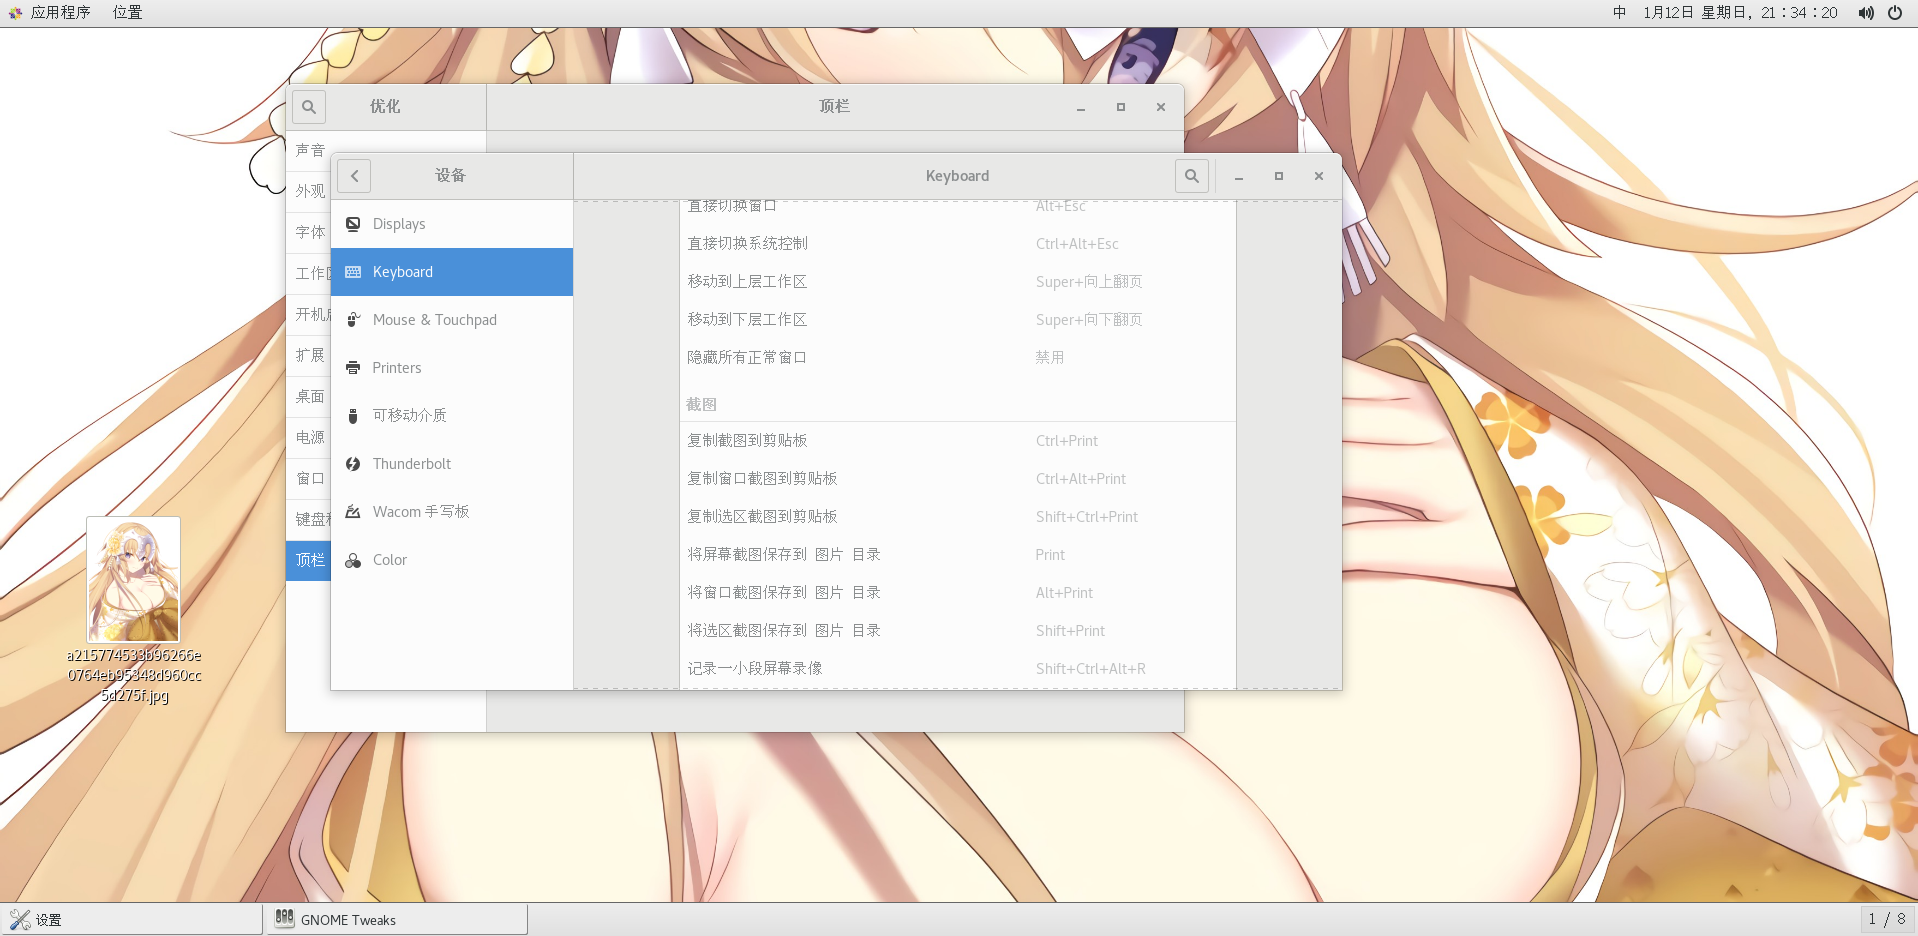 应用程序 位置 中 1月12日 星期日, 21:34:20
优化 顶栏
声音
外观
字体
工作区
开机启
扩展
桌面
电源
窗口
键盘和
顶栏
设备 Keyboard
Displays
Keyboard
Mouse & Touchpad
Printers
可移动介质
Thunderbolt
Wacom 手写板
Color
直接切换窗口 Alt+Esc
直接切换系统控制 Ctrl+Alt+Esc
移动到上层工作区 Super+向上翻页
移动到下层工作区 Super+向下翻页
隐藏所有正常窗口 禁用
截图
复制截图到剪贴板 Ctrl+Print
复制窗口截图到剪贴板 Ctrl+Alt+Print
复制选区截图到剪贴板 Shift+Ctrl+Print
将屏幕截图保存到 图片 目录 Print
将窗口截图保存到 图片 目录 Alt+Print
将选区截图保存到 图片 目录 Shift+Print
记录一小段屏幕录像 Shift+Ctrl+Alt+R
a215774533b96266e
0764eb95348d960cc
5d275f.jpg
设置 GNOME Tweaks 1 / 8